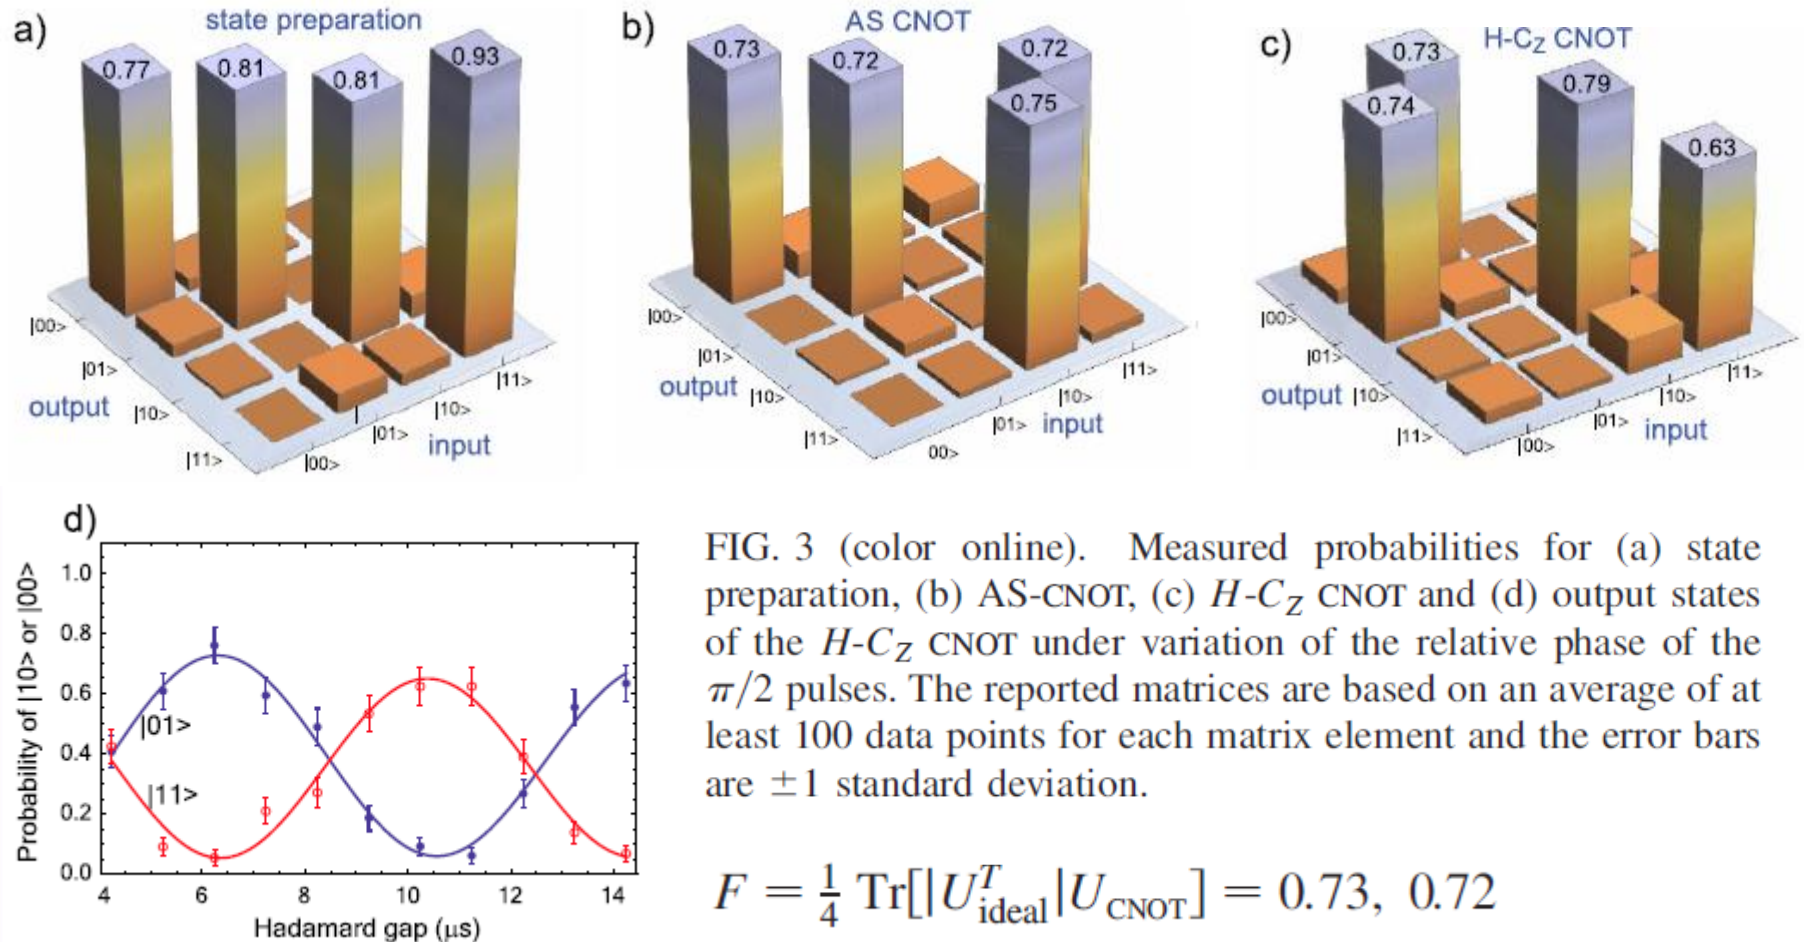 a)
state preparation
0.77
0.81
0.81
0.93
|00>
|01>
|10>
|11>
output
|00>
|01>
|10>
|11>
input
b)
AS CNOT
0.73
0.72
0.72
0.75
|00>
|01>
|10>
|11>
output
00>
|01>
|10>
|11>
input
c)
H-CZ CNOT
0.73
0.74
0.79
0.63
|00>
|01>
|10>
|11>
output
|00>
|01>
|10>
|11>
input
d)
Probability of |10> or |00>
1.0
0.8
0.6
0.4
0.2
0.0
|01>
|11>
4 6 8 10 12 14
Hadamard gap (μs)
FIG. 3 (color online). Measured probabilities for (a) state
preparation, (b) AS-CNOT, (c) H-CZ CNOT and (d) output states
of the H-CZ CNOT under variation of the relative phase of the
π/2 pulses. The reported matrices are based on an average of at
least 100 data points for each matrix element and the error bars
are ±1 standard deviation.
F = 1/4 Tr[|U^T_ideal|U_CNOT] = 0.73, 0.72